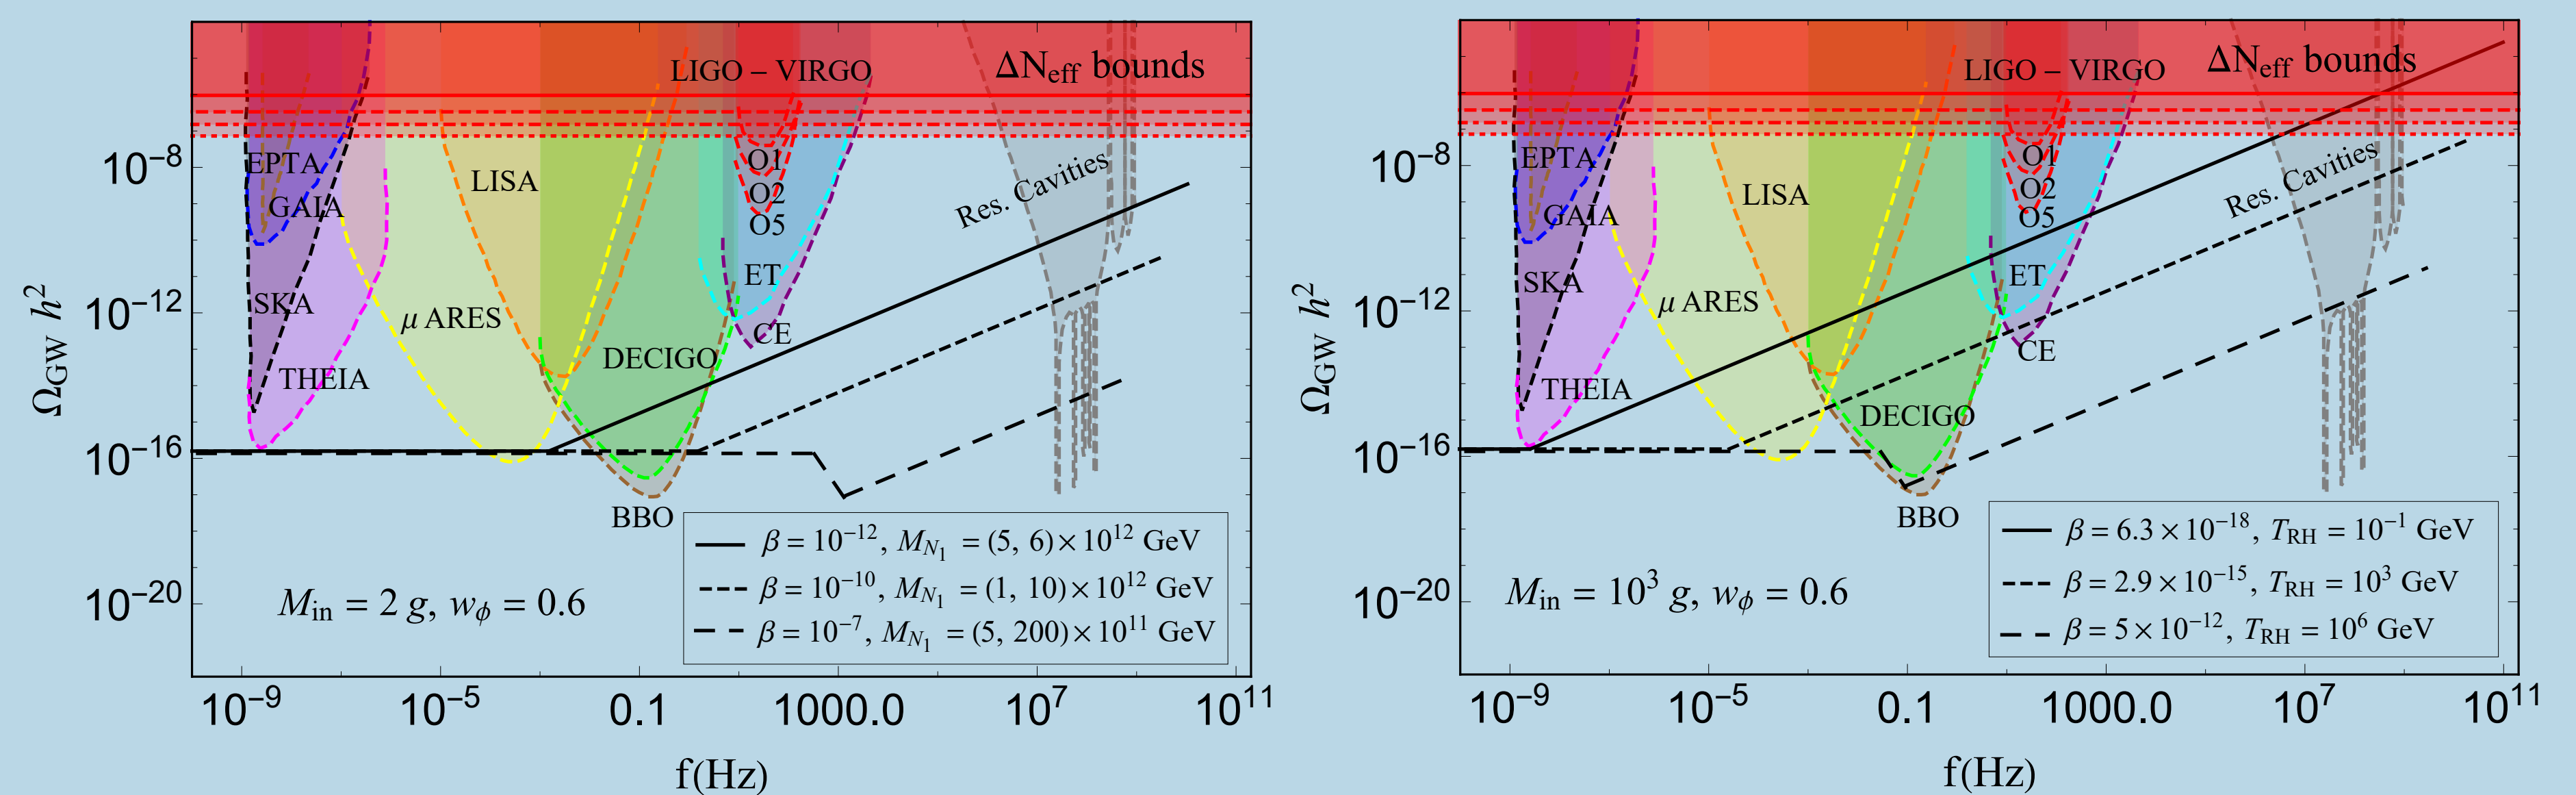 LIGO – VIRGO
ΔN_eff bounds
EPTA
GAIA
SKA
THEIA
μ ARES
LISA
DECIGO
BBO
O1
O2
O5
ET
CE
Res. Cavities
M_in = 2 g, w_ϕ = 0.6
β = 10^−12, M_N_1 = (5, 6)×10^12 GeV
β = 10^−10, M_N_1 = (1, 10)×10^12 GeV
β = 10^−7, M_N_1 = (5, 200)×10^11 GeV
Ω_GW h^2
10^−8
10^−12
10^−16
10^−20
10^−9
10^−5
0.1
1000.0
10^7
10^11
f(Hz)
LIGO – VIRGO
ΔN_eff bounds
EPTA
GAIA
SKA
THEIA
μ ARES
LISA
DECIGO
BBO
O1
O2
O5
ET
CE
Res. Cavities
M_in = 10^3 g, w_ϕ = 0.6
β = 6.3×10^−18, T_RH = 10^−1 GeV
β = 2.9×10^−15, T_RH = 10^3 GeV
β = 5×10^−12, T_RH = 10^6 GeV
Ω_GW h^2
10^−8
10^−12
10^−16
10^−20
10^−9
10^−5
0.1
1000.0
10^7
10^11
f(Hz)